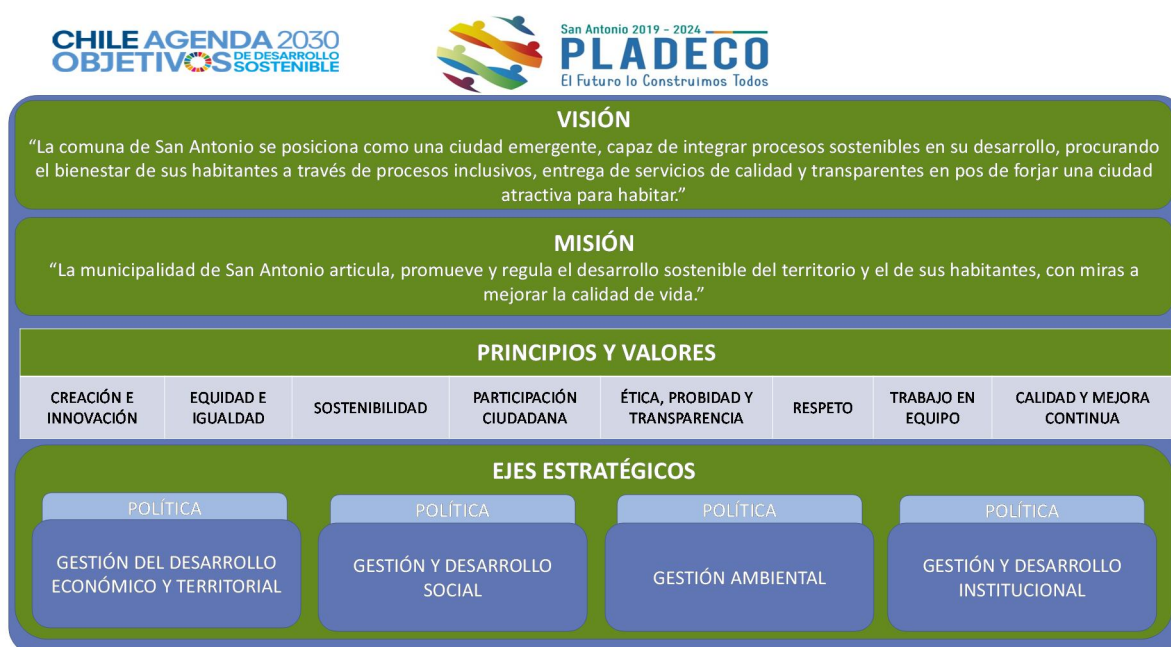 CHILE AGENDA 2030
OBJETIVOS DE DESARROLLO SOSTENIBLE
San Antonio 2019 - 2024
PLADECO
El Futuro lo Construimos Todos
VISIÓN
“La comuna de San Antonio se posiciona como una ciudad emergente, capaz de integrar procesos sostenibles en su desarrollo, procurando
el bienestar de sus habitantes a través de procesos inclusivos, entrega de servicios de calidad y transparentes en pos de forjar una ciudad
atractiva para habitar.”
MISIÓN
“La municipalidad de San Antonio articula, promueve y regula el desarrollo sostenible del territorio y el de sus habitantes, con miras a
mejorar la calidad de vida.”
PRINCIPIOS Y VALORES
CREACIÓN E
INNOVACIÓN
EQUIDAD E
IGUALDAD
SOSTENIBILIDAD
PARTICIPACIÓN
CIUDADANA
ÉTICA, PROBIDAD Y
TRANSPARENCIA
RESPETO
TRABAJO EN
EQUIPO
CALIDAD Y MEJORA
CONTINUA
EJES ESTRATÉGICOS
POLÍTICA
GESTIÓN DEL DESARROLLO
ECONÓMICO Y TERRITORIAL
POLÍTICA
GESTIÓN Y DESARROLLO
SOCIAL
POLÍTICA
GESTIÓN AMBIENTAL
POLÍTICA
GESTIÓN Y DESARROLLO
INSTITUCIONAL